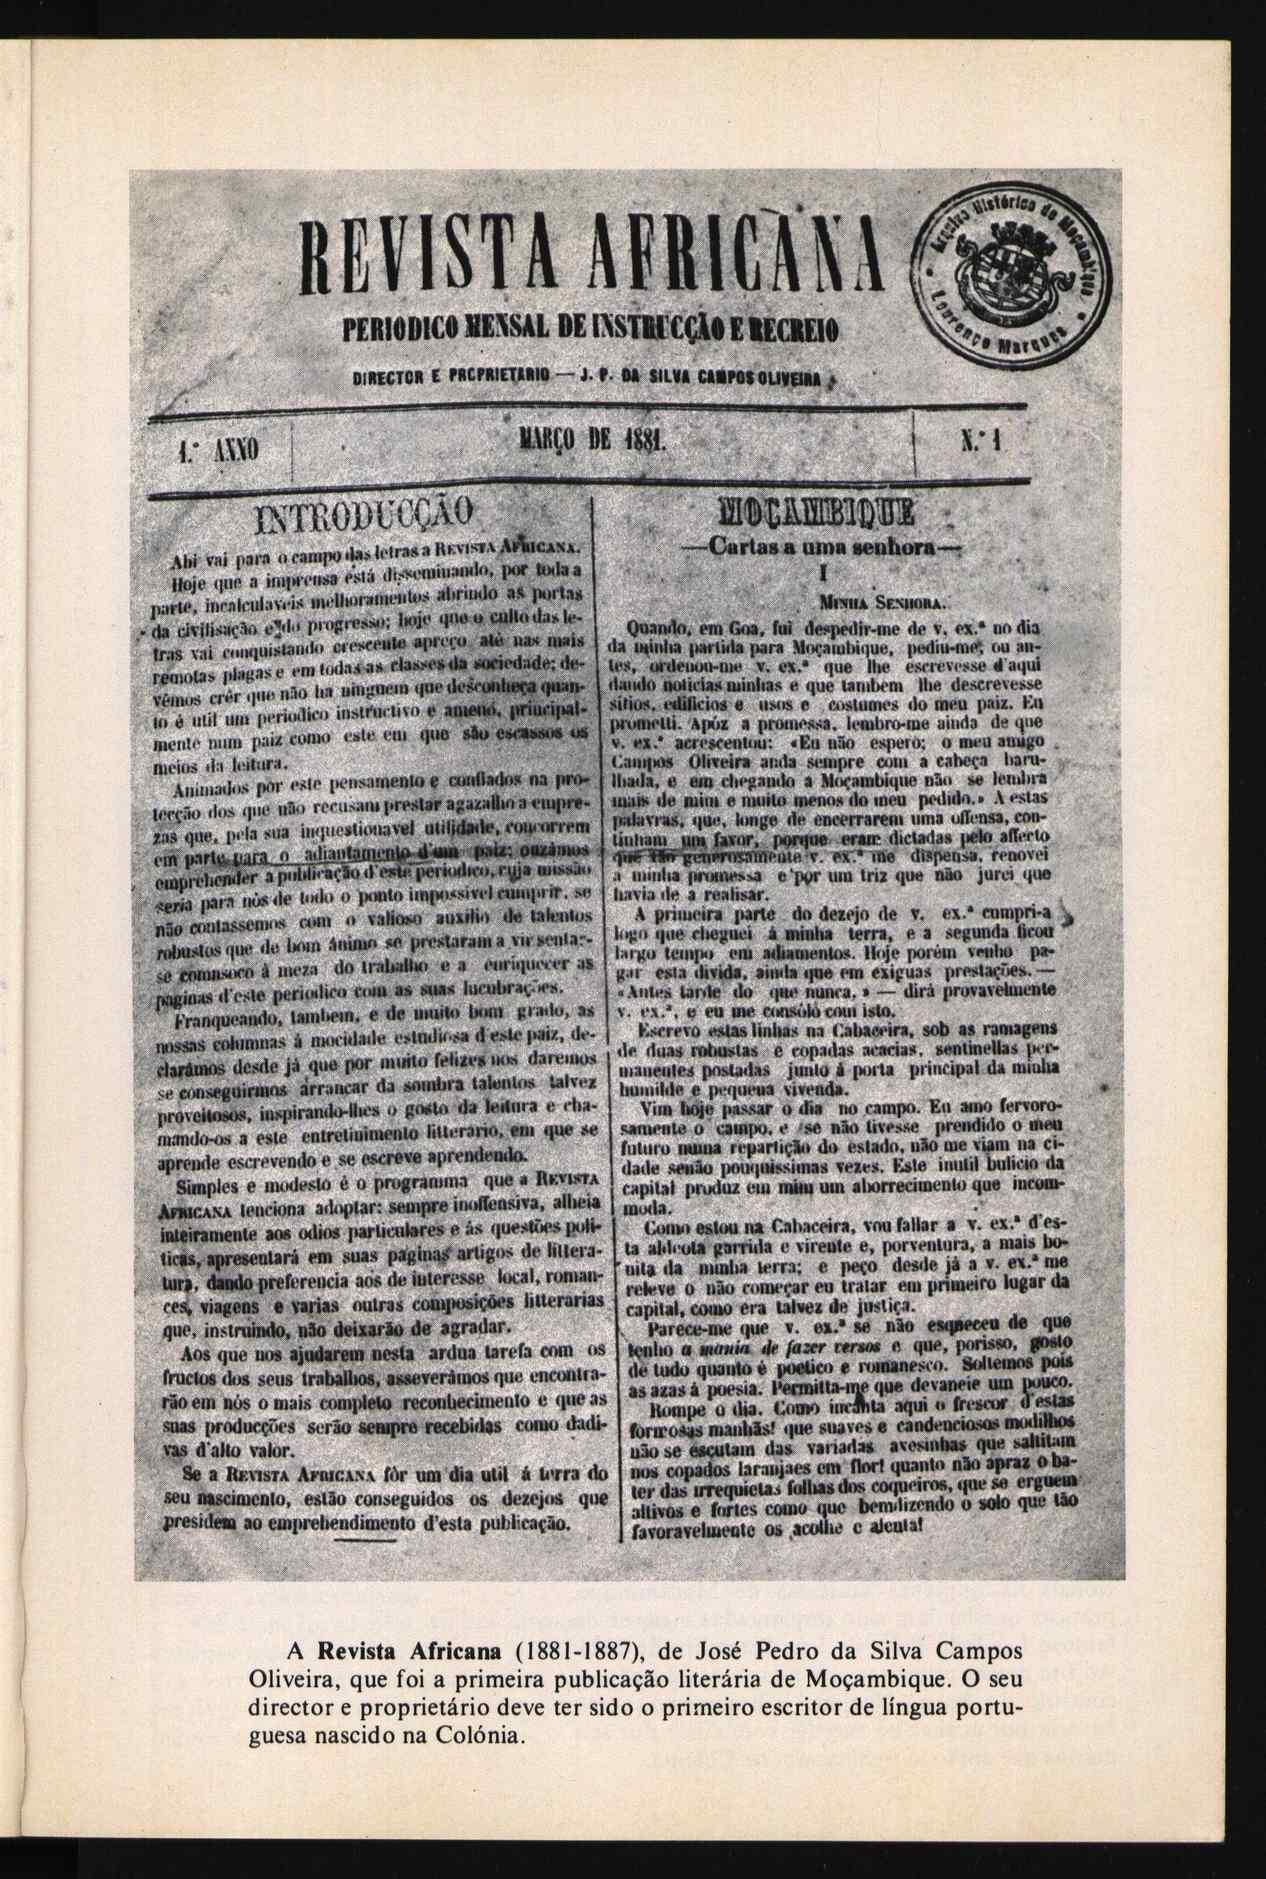 REVISTA AFRICANA
PERIODICO MENSAL DE INSTRUCÇÃO E RECREIO
DIRECTOR E PROPRIETARIO — J. P. DA SILVA CAMPOS OLIVEIRA
Arquivo Histórico de Moçambique
Lourenço Marques
1.º ANNO
MARÇO DE 1881.
N.º 1
INTRODUCÇÃO
Ahi vai para o campo das letras a REVISTA AFRICANA.
Hoje que a imprensa está disseminando, por toda a
parte, incalculaveis melhoramentos abrindo as portas
da civilisação e do progresso; hoje que o culto das le-
tras vai conquistando crescente apreço até nas mais
remotas plagas e em todas as classes da sociedade; de-
vêmos crêr que não ha ninguem que desconheça quan-
to é util um periodico instructivo e ameno, principal-
mente num paiz como este em que são escassos os
meios da leitura.
Animados por este pensamento e confiados na pro-
tecção dos que não recusam prestar agazalho a empre-
zas que, pela sua inquestionavel utilidade, concorrem
em parte para o adiantamento d'um paiz; ouzámos
emprehender a publicação d'este periodico, cuja missão
seria para nós de todo o ponto impossivel cumprir, se
não contassemos com o valioso auxilio de talentos
robustos que de bom ânimo se prestaram a vir sentar-
se comnsoco à meza do trabalho e a enriquecer as
paginas d'este periodico com as suas lucubrações.
Franqueando, tambem, e de muito bom grado, as
nossas columnas á mocidade estudiosa d'este paiz, de-
clarâmos desde já que por muito felizes nos daremos
se conseguirmos arrancar da sombra talentos talvez
proveitosos, inspirando-lhes o gosto da leitura e cha-
mando-os a este entretinimento litterario, em que se
aprende escrevendo e se escreve aprendendo.
Simples e modesto é o programma que a REVISTA
AFRICANA tenciona adoptar: sempre inoffensiva, alheia
inteiramente aos odios particulares e ás questões poli-
ticas, apresentará em suas paginas artigos de littera-
tura, dando preferencia aos de interesse local, roman-
ces, viagens e varias outras composições litterarias
que, instruindo, não deixarão de agradar.
Aos que nos ajudarem nesta ardua tarefa com os
fructos dos seus trabalhos, asseverâmos que encontra-
rão em nós o mais completo reconhecimento e que as
suas producções serão sempre recebidas como dadi-
vas d'alto valor.
Se a REVISTA AFRICANA fôr um dia util á terra do
seu nascimento, estão conseguidos os dezejos que
presidem ao emprehendimento d'esta publicação.
MOÇAMBIQUE
—Cartas a uma senhora—
I
MINHA SENHORA.
Quando, em Goa, fui despedir-me de v. ex.ª no dia
da minha partida para Moçambique, pediu-me, ou an-
tes, ordenou-me v. ex.ª que lhe escrevesse d'aqui
dando noticias minhas e que tambem lhe descrevesse
sitios, edificios e usos e costumes do meu paiz. Eu
prometti. Apóz a promessa, lembro-me ainda de que
v. ex.ª acrescentou: «Eu não espero; o meu amigo
Campos Oliveira anda sempre com a cabeça baru-
lhada, e em chegando a Moçambique não se lembra
mais de mim e muito menos do meu pedido.» A estas
palavras, que, longe de encerrarem uma offensa, con-
tinham um favor, porque eram dictadas pelo affecto
que tão generosamente v. ex.ª me dispensa, renovei
a minha promessa e por um triz que não jurei que
havia de a realisar.
A primeira parte do dezejo de v. ex.ª cumpri-a
logo que cheguei á minha terra, e a segunda ficou
largo tempo em adiamentos. Hoje porém venho pa-
gar esta divida, ainda que em exiguas prestações. —
«Antes tarde do que nunca, » — dirá provavelmente
v. ex.ª, e eu me consólo com isto.
Escrevo estas linhas na Cabaceira, sob as ramagens
de duas robustas e copadas acacias, sentinellas per-
manentes postadas junto á porta principal da minha
humilde e pequena vivenda.
Vim hoje passar o dia no campo. Eu amo fervoro-
samente o campo, e se não tivesse prendido o meu
futuro numa repartição do estado, não me viam na ci-
dade senão pouquissimas vezes. Este inutil bulicio da
capital produz em mim um aborrecimento que incom-
moda.
Como estou na Cabaceira, vou fallar a v. ex.ª d'es-
ta aldeota garrida e virente e, porventura, a mais bo-
nita da minha terra; e peço desde já a v. ex.ª me
releve o não começar eu tratar em primeiro lugar da
capital, como era talvez de justiça.
Parece-me que v. ex.ª se não esqueceu de que
tenho a mania de fazer versos e que, porisso, gosto
de tudo quanto é poetico e romanesco. Soltemos pois
as azas á poesia. Permitta-me que devaneie um pouco.
Rompe o dia. Como incanta aqui o frescor d'estas
formosas manhãs! que suaves e candenciosos modilhos
não se escutam das variadas avesinhas que saltitam
nos copados laranjaes em flor! quanto não apraz o ba-
ter das irrequietas folhas dos coqueiros, que se erguem
altivos e fortes como que bemdizendo o solo que tão
favoravelmente os acolhe e alenta!
A Revista Africana (1881-1887), de José Pedro da Silva Campos
Oliveira, que foi a primeira publicação literária de Moçambique. O seu
director e proprietário deve ter sido o primeiro escritor de língua portu-
guesa nascido na Colónia.